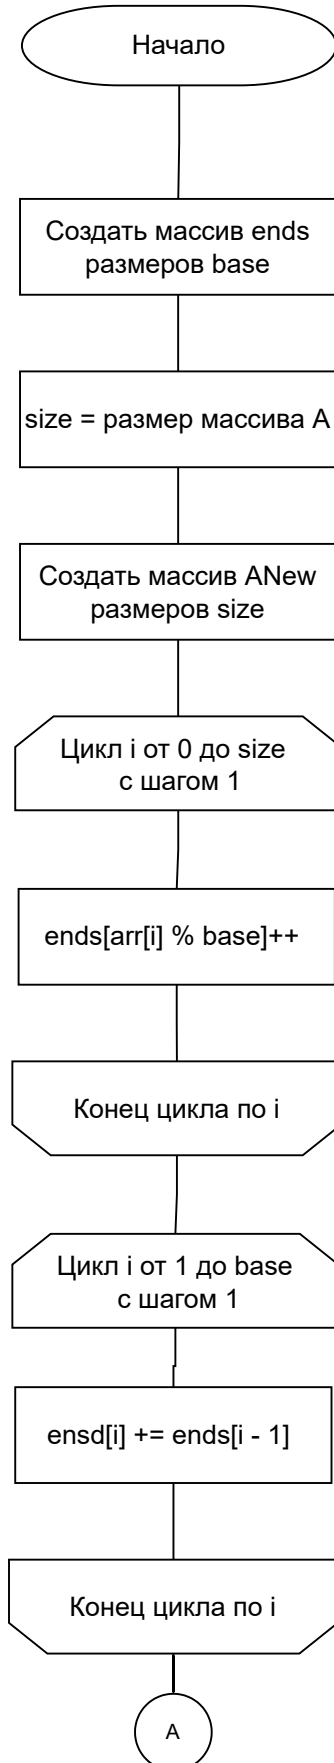 Начало
Создать массив ends
размеров base
size = размер массива A
Создать массив ANew
размеров size
Цикл i от 0 до size
с шагом 1
ends[arr[i] % base]++
Конец цикла по i
Цикл i от 1 до base
с шагом 1
ensd[i] += ends[i - 1]
Конец цикла по i
A